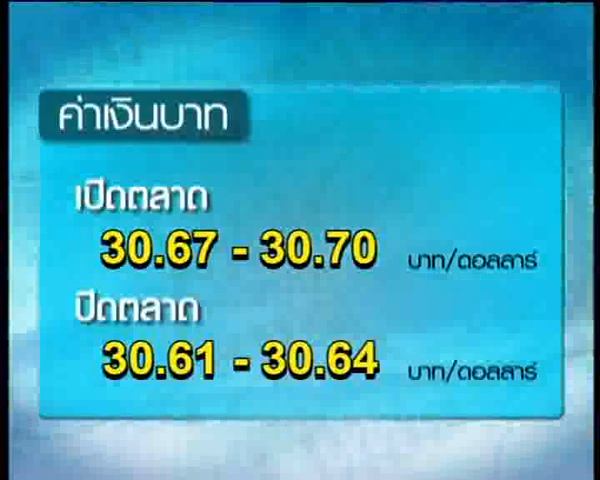 ค่าเงินบาท
เปิดตลาด
30.67 - 30.70 บาท/ดอลลาร์
ปิดตลาด
30.61 - 30.64 บาท/ดอลลาร์